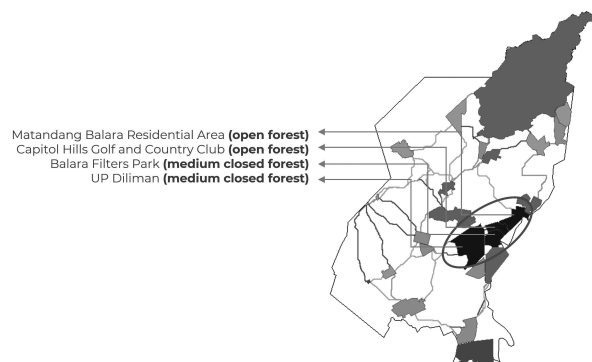 Matandang Balara Residential Area (open forest)
Capitol Hills Golf and Country Club (open forest)
Balara Filters Park (medium closed forest)
UP Diliman (medium closed forest)